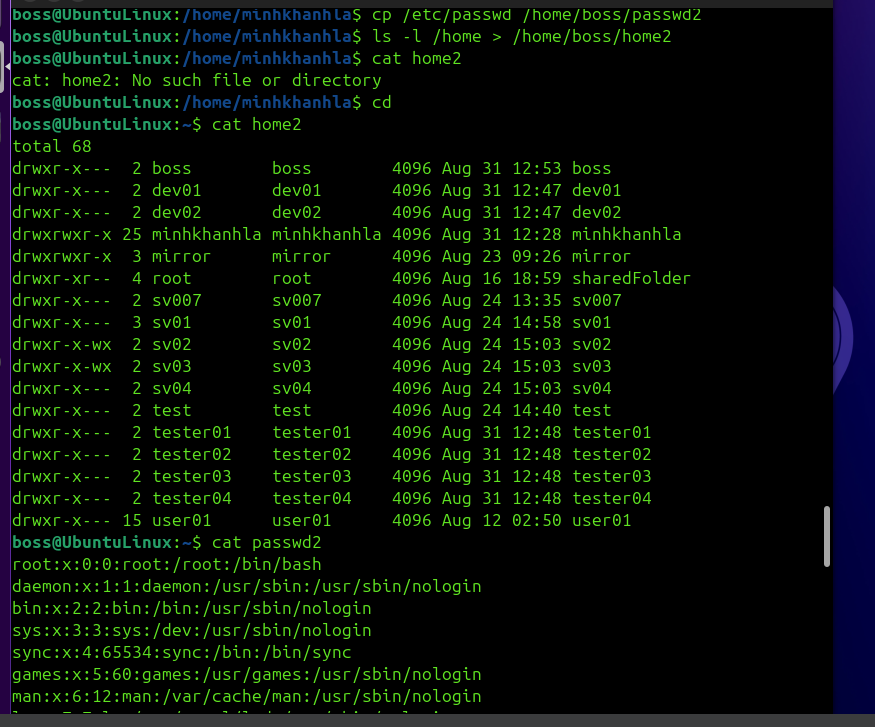 boss@UbuntuLinux:/home/minhkhanhla$ cp /etc/passwd /home/boss/passwd2
boss@UbuntuLinux:/home/minhkhanhla$ ls -l /home > /home/boss/home2
boss@UbuntuLinux:/home/minhkhanhla$ cat home2
cat: home2: No such file or directory
boss@UbuntuLinux:/home/minhkhanhla$ cd
boss@UbuntuLinux:~$ cat home2
total 68
drwxr-x---  2 boss        boss        4096 Aug 31 12:53 boss
drwxr-x---  2 dev01       dev01       4096 Aug 31 12:47 dev01
drwxr-x---  2 dev02       dev02       4096 Aug 31 12:47 dev02
drwxrwxr-x 25 minhkhanhla minhkhanhla 4096 Aug 31 12:28 minhkhanhla
drwxrwxr-x  3 mirror      mirror      4096 Aug 23 09:26 mirror
drwxr-xr--  4 root        root        4096 Aug 16 18:59 sharedFolder
drwxr-x---  2 sv007       sv007       4096 Aug 24 13:35 sv007
drwxr-x---  3 sv01        sv01        4096 Aug 24 14:58 sv01
drwxr-x-wx  2 sv02        sv02        4096 Aug 24 15:03 sv02
drwxr-x-wx  2 sv03        sv03        4096 Aug 24 15:03 sv03
drwxr-x---  2 sv04        sv04        4096 Aug 24 15:03 sv04
drwxr-x---  2 test        test        4096 Aug 24 14:40 test
drwxr-x---  2 tester01    tester01    4096 Aug 31 12:48 tester01
drwxr-x---  2 tester02    tester02    4096 Aug 31 12:48 tester02
drwxr-x---  2 tester03    tester03    4096 Aug 31 12:48 tester03
drwxr-x---  2 tester04    tester04    4096 Aug 31 12:48 tester04
drwxr-x--- 15 user01      user01      4096 Aug 12 02:50 user01
boss@UbuntuLinux:~$ cat passwd2
root:x:0:0:root:/root:/bin/bash
daemon:x:1:1:daemon:/usr/sbin:/usr/sbin/nologin
bin:x:2:2:bin:/bin:/usr/sbin/nologin
sys:x:3:3:sys:/dev:/usr/sbin/nologin
sync:x:4:65534:sync:/bin:/bin/sync
games:x:5:60:games:/usr/games:/usr/sbin/nologin
man:x:6:12:man:/var/cache/man:/usr/sbin/nologin